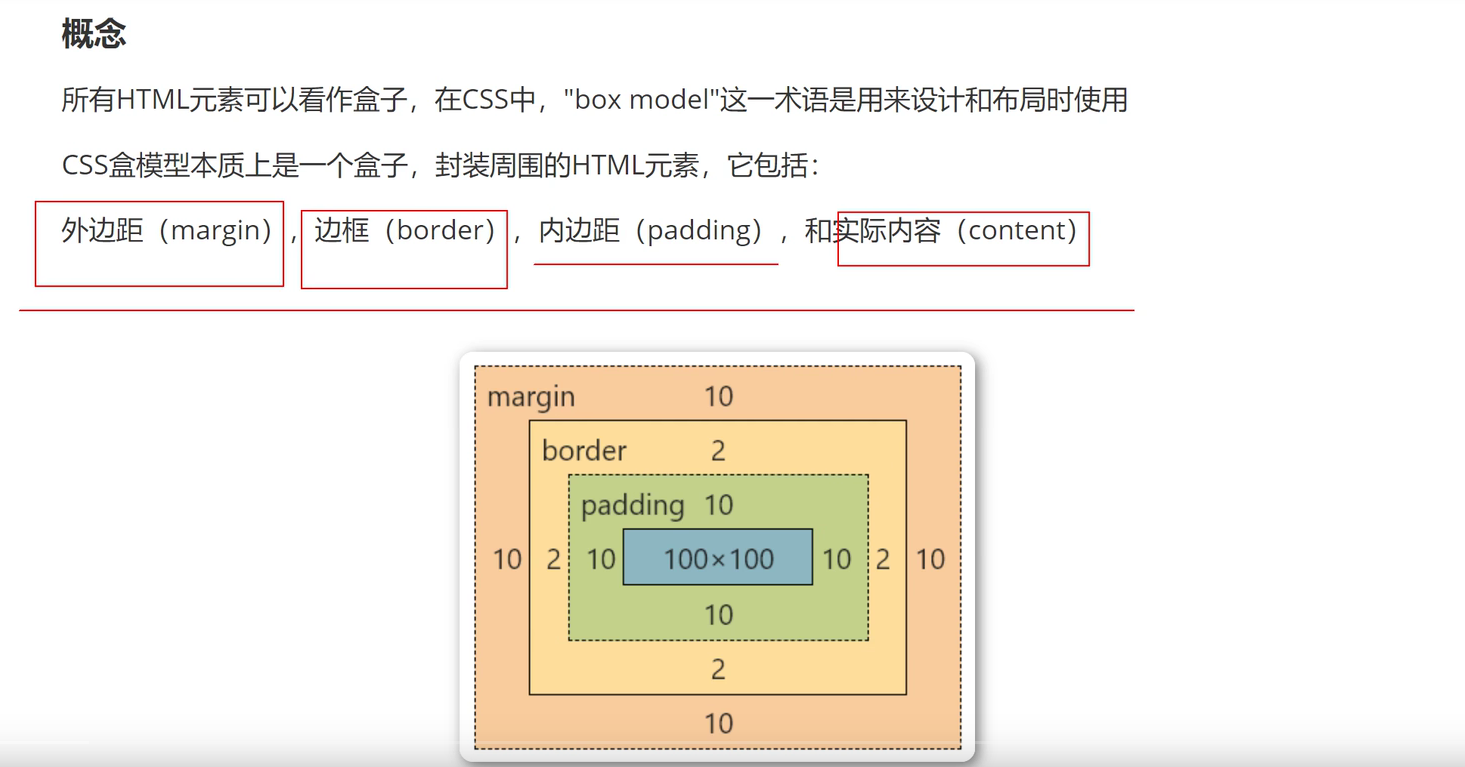 概念
所有HTML元素可以看作盒子，在CSS中，"box model"这一术语是用来设计和布局时使用
CSS盒模型本质上是一个盒子，封装周围的HTML元素，它包括：
外边距（margin），边框（border），内边距（padding），和实际内容（content）
margin 10
border 2
padding 10
10 2 10 100×100 10 2 10
10
2
10